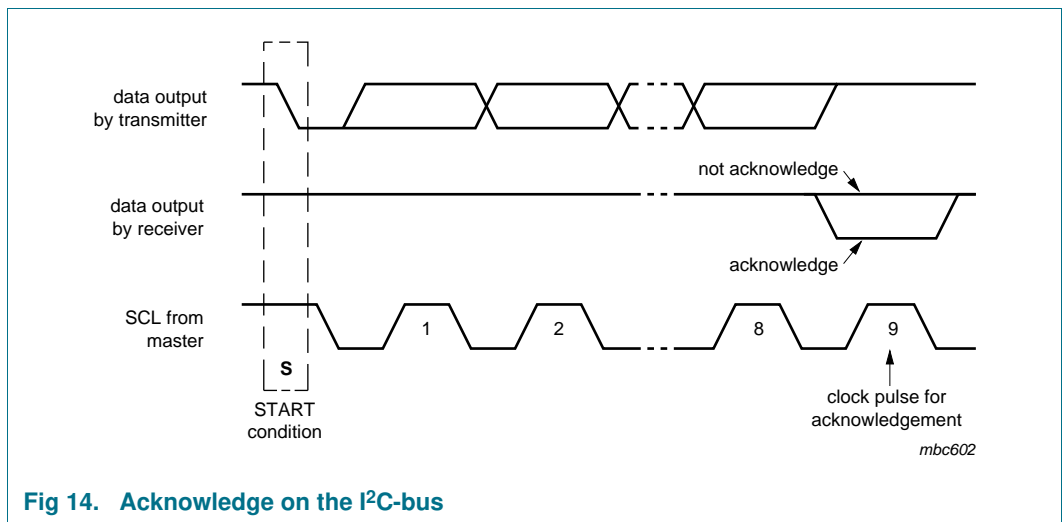 data output
by transmitter
not acknowledge
data output
by receiver
acknowledge
SCL from
master
1
2
8
9
S
START
condition
clock pulse for
acknowledgement
mbc602
Fig 14. Acknowledge on the I²C-bus